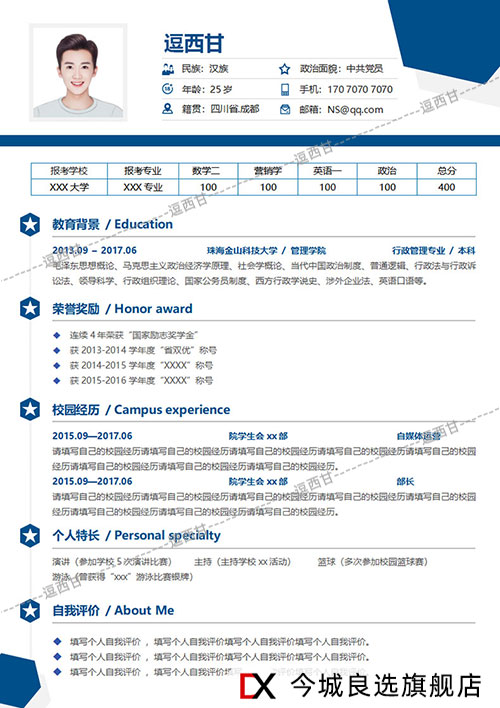 逗西甘
民族：汉族
政治面貌：中共党员
年龄：25 岁
手机：170 7070 7070
籍贯：四川省.成都
邮箱：NS@qq.com
报考学校 报考专业 数学二 营销学 英语一 政治 总分
XXX 大学 XXX 专业 100 100 100 100 400
教育背景 / Education
2013.09 – 2017.06 珠海金山科技大学 / 管理学院 行政管理专业 / 本科
毛泽东思想概论、马克思主义政治经济学原理、社会学概论、当代中国政治制度、普通逻辑、行政法与行政诉
讼法、领导科学、行政组织理论、国家公务员制度、西方行政学说史、涉外企业法、英语口语等。
荣誉奖励 / Honor award
连续 4 年荣获“国家励志奖学金”
获 2013-2014 学年度“省双优”称号
获 2014-2015 学年度“XXXX”称号
获 2015-2016 学年度“XXXX”称号
校园经历 / Campus experience
2015.09—2017.06 院学生会 xx 部 自媒体运营
请填写自己的校园经历请填写自己的校园经历请填写自己的校园经历请填写自己的校园经历请填写自己的校园
经历请填写自己的校园经历请填写自己的校园经历请填写自己的校园经历。
2015.09—2017.06 院学生会 xx 部 部长
请填写自己的校园经历请填写自己的校园经历请填写自己的校园经历请填写自己的校园经历请填写自己的校园
经历请填写自己的校园经历请填写自己的校园经历请填写自己的校园经历。
个人特长 / Personal specialty
演讲（参加学校 5 次演讲比赛） 主持（主持学校 xx 活动） 篮球（多次参加校园篮球赛）
游泳（曾获得“xxx”游泳比赛银牌）
自我评价 / About Me
填写个人自我评价 ，填写个人自我评价填写个人自我评价填写个人自我评价。
填写个人自我评价 ，填写个人自我评价填写个人自我评价填写个人自我评价。
填写个人自我评价 ，填写
CX 今城良选旗舰店
逗西甘
逗西甘
逗西甘
逗西甘
逗西甘
逗西甘